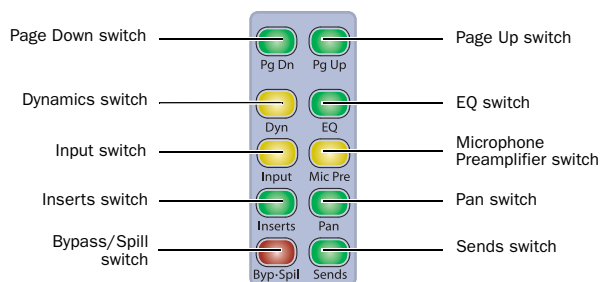 Page Down switch
Page Up switch
Pg Dn
Pg Up
Dynamics switch
EQ switch
Dyn
EQ
Input switch
Microphone
Preamplifier switch
Input
Mic Pre
Inserts switch
Pan switch
Inserts
Pan
Bypass/Spill
switch
Sends switch
Byp·Spil
Sends